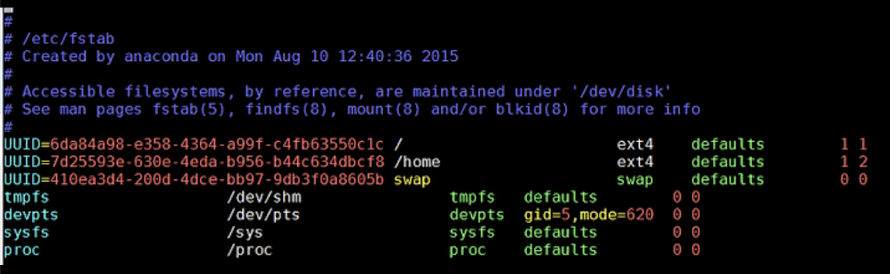 #
# /etc/fstab
# Created by anaconda on Mon Aug 10 12:40:36 2015
#
# Accessible filesystems, by reference, are maintained under '/dev/disk'
# See man pages fstab(5), findfs(8), mount(8) and/or blkid(8) for more info
#
UUID=6da84a98-e358-4364-a99f-c4fb63550c1c / ext4 defaults 1 1
UUID=7d25593e-630e-4eda-b956-b44c634dbcf8 /home ext4 defaults 1 2
UUID=410ea3d4-200d-4dce-bb97-9db3f0a8605b swap swap defaults 0 0
tmpfs /dev/shm tmpfs defaults 0 0
devpts /dev/pts devpts gid=5,mode=620 0 0
sysfs /sys sysfs defaults 0 0
proc /proc proc defaults 0 0